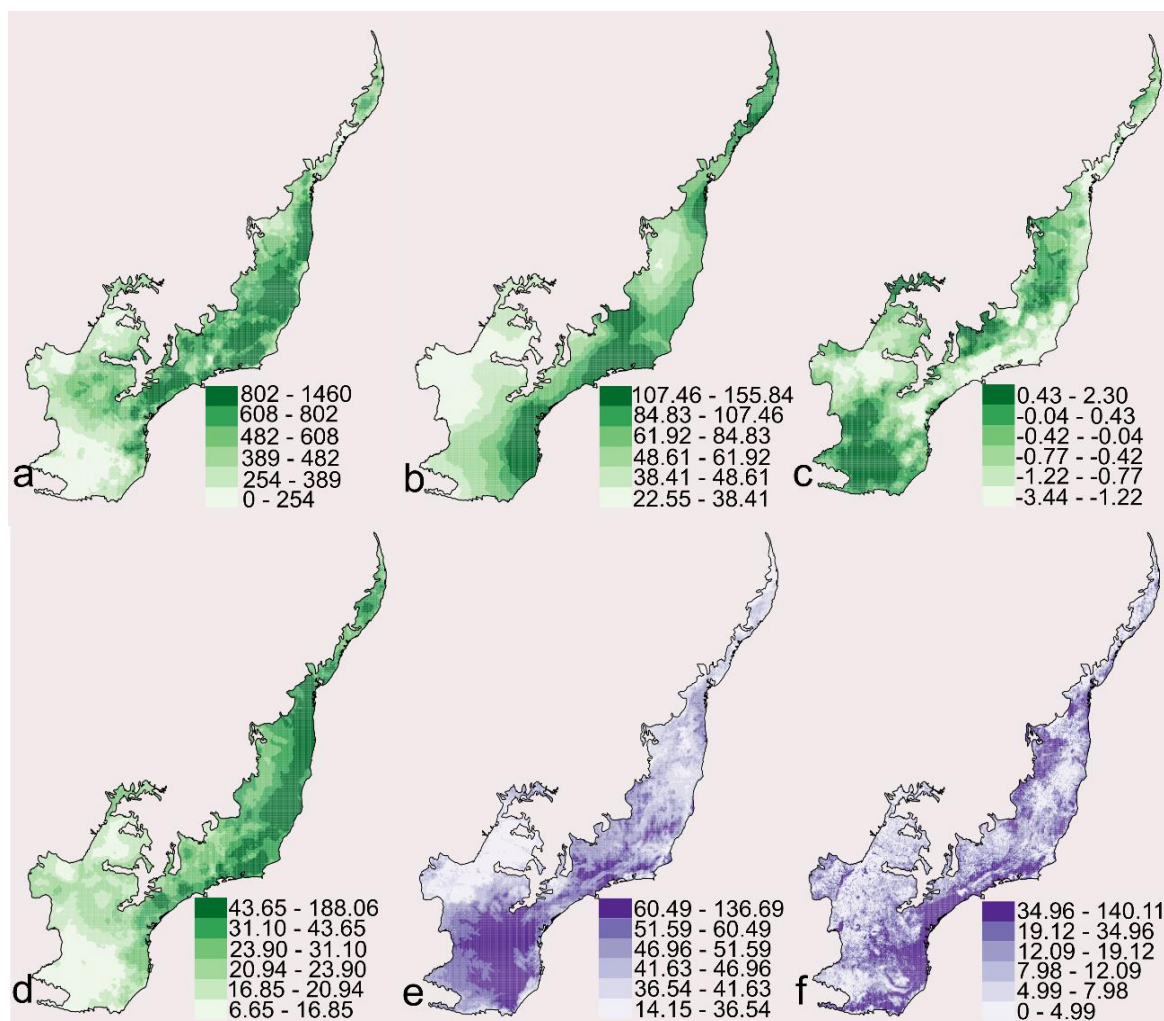 a
802 - 1460
608 - 802
482 - 608
389 - 482
254 - 389
0 - 254
b
107.46 - 155.84
84.83 - 107.46
61.92 - 84.83
48.61 - 61.92
38.41 - 48.61
22.55 - 38.41
c
0.43 - 2.30
-0.04 - 0.43
-0.42 - -0.04
-0.77 - -0.42
-1.22 - -0.77
-3.44 - -1.22
d
43.65 - 188.06
31.10 - 43.65
23.90 - 31.10
20.94 - 23.90
16.85 - 20.94
6.65 - 16.85
e
60.49 - 136.69
51.59 - 60.49
46.96 - 51.59
41.63 - 46.96
36.54 - 41.63
14.15 - 36.54
f
34.96 - 140.11
19.12 - 34.96
12.09 - 19.12
7.98 - 12.09
4.99 - 7.98
0 - 4.99